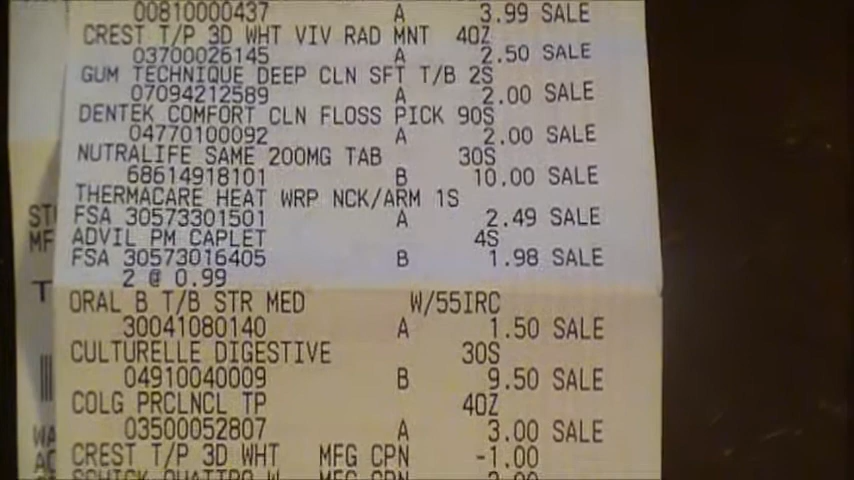 00810000437 A 3.99 SALE
CREST T/P 3D WHT VIV RAD MNT 4OZ
03700026145 A 2.50 SALE
GUM TECHNIQUE DEEP CLN SFT T/B 2S
07094212589 A 2.00 SALE
DENTEK COMFORT CLN FLOSS PICK 90S
04770100092 A 2.00 SALE
NUTRALIFE SAME 200MG TAB 30S
68614918101 B 10.00 SALE
THERMACARE HEAT WRP NCK/ARM 1S
FSA 30573301501 A 2.49 SALE
ADVIL PM CAPLET 4S
FSA 30573016405 B 1.98 SALE
2 @ 0.99
ORAL B T/B STR MED W/55IRC
30041080140 A 1.50 SALE
CULTURELLE DIGESTIVE 30S
04910040009 B 9.50 SALE
COLG PRCLNCL TP 4OZ
03500052807 A 3.00 SALE
CREST T/P 3D WHT MFG CPN -1.00
SCHICK QUATTRO W MFG CPN